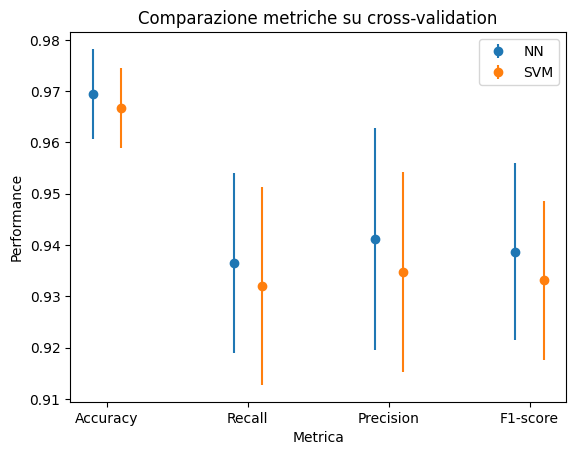 Comparazione metriche su cross-validation
NN
SVM
0.98
0.97
0.96
0.95
0.94
0.93
0.92
0.91
Performance
Accuracy Recall Precision F1-score
Metrica